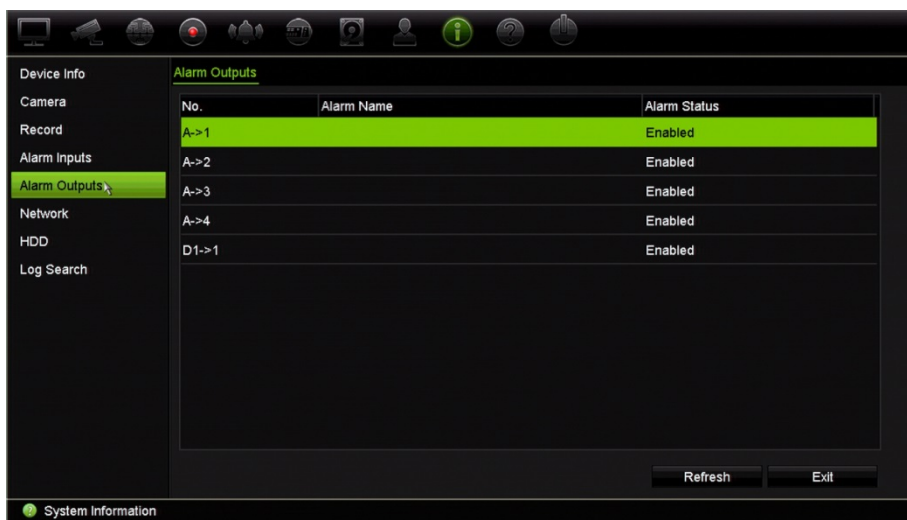 Device Info
Camera
Record
Alarm Inputs
Alarm Outputs
Network
HDD
Log Search
Alarm Outputs
No. Alarm Name Alarm Status
A->1 Enabled
A->2 Enabled
A->3 Enabled
A->4 Enabled
D1->1 Enabled
Refresh Exit
System Information